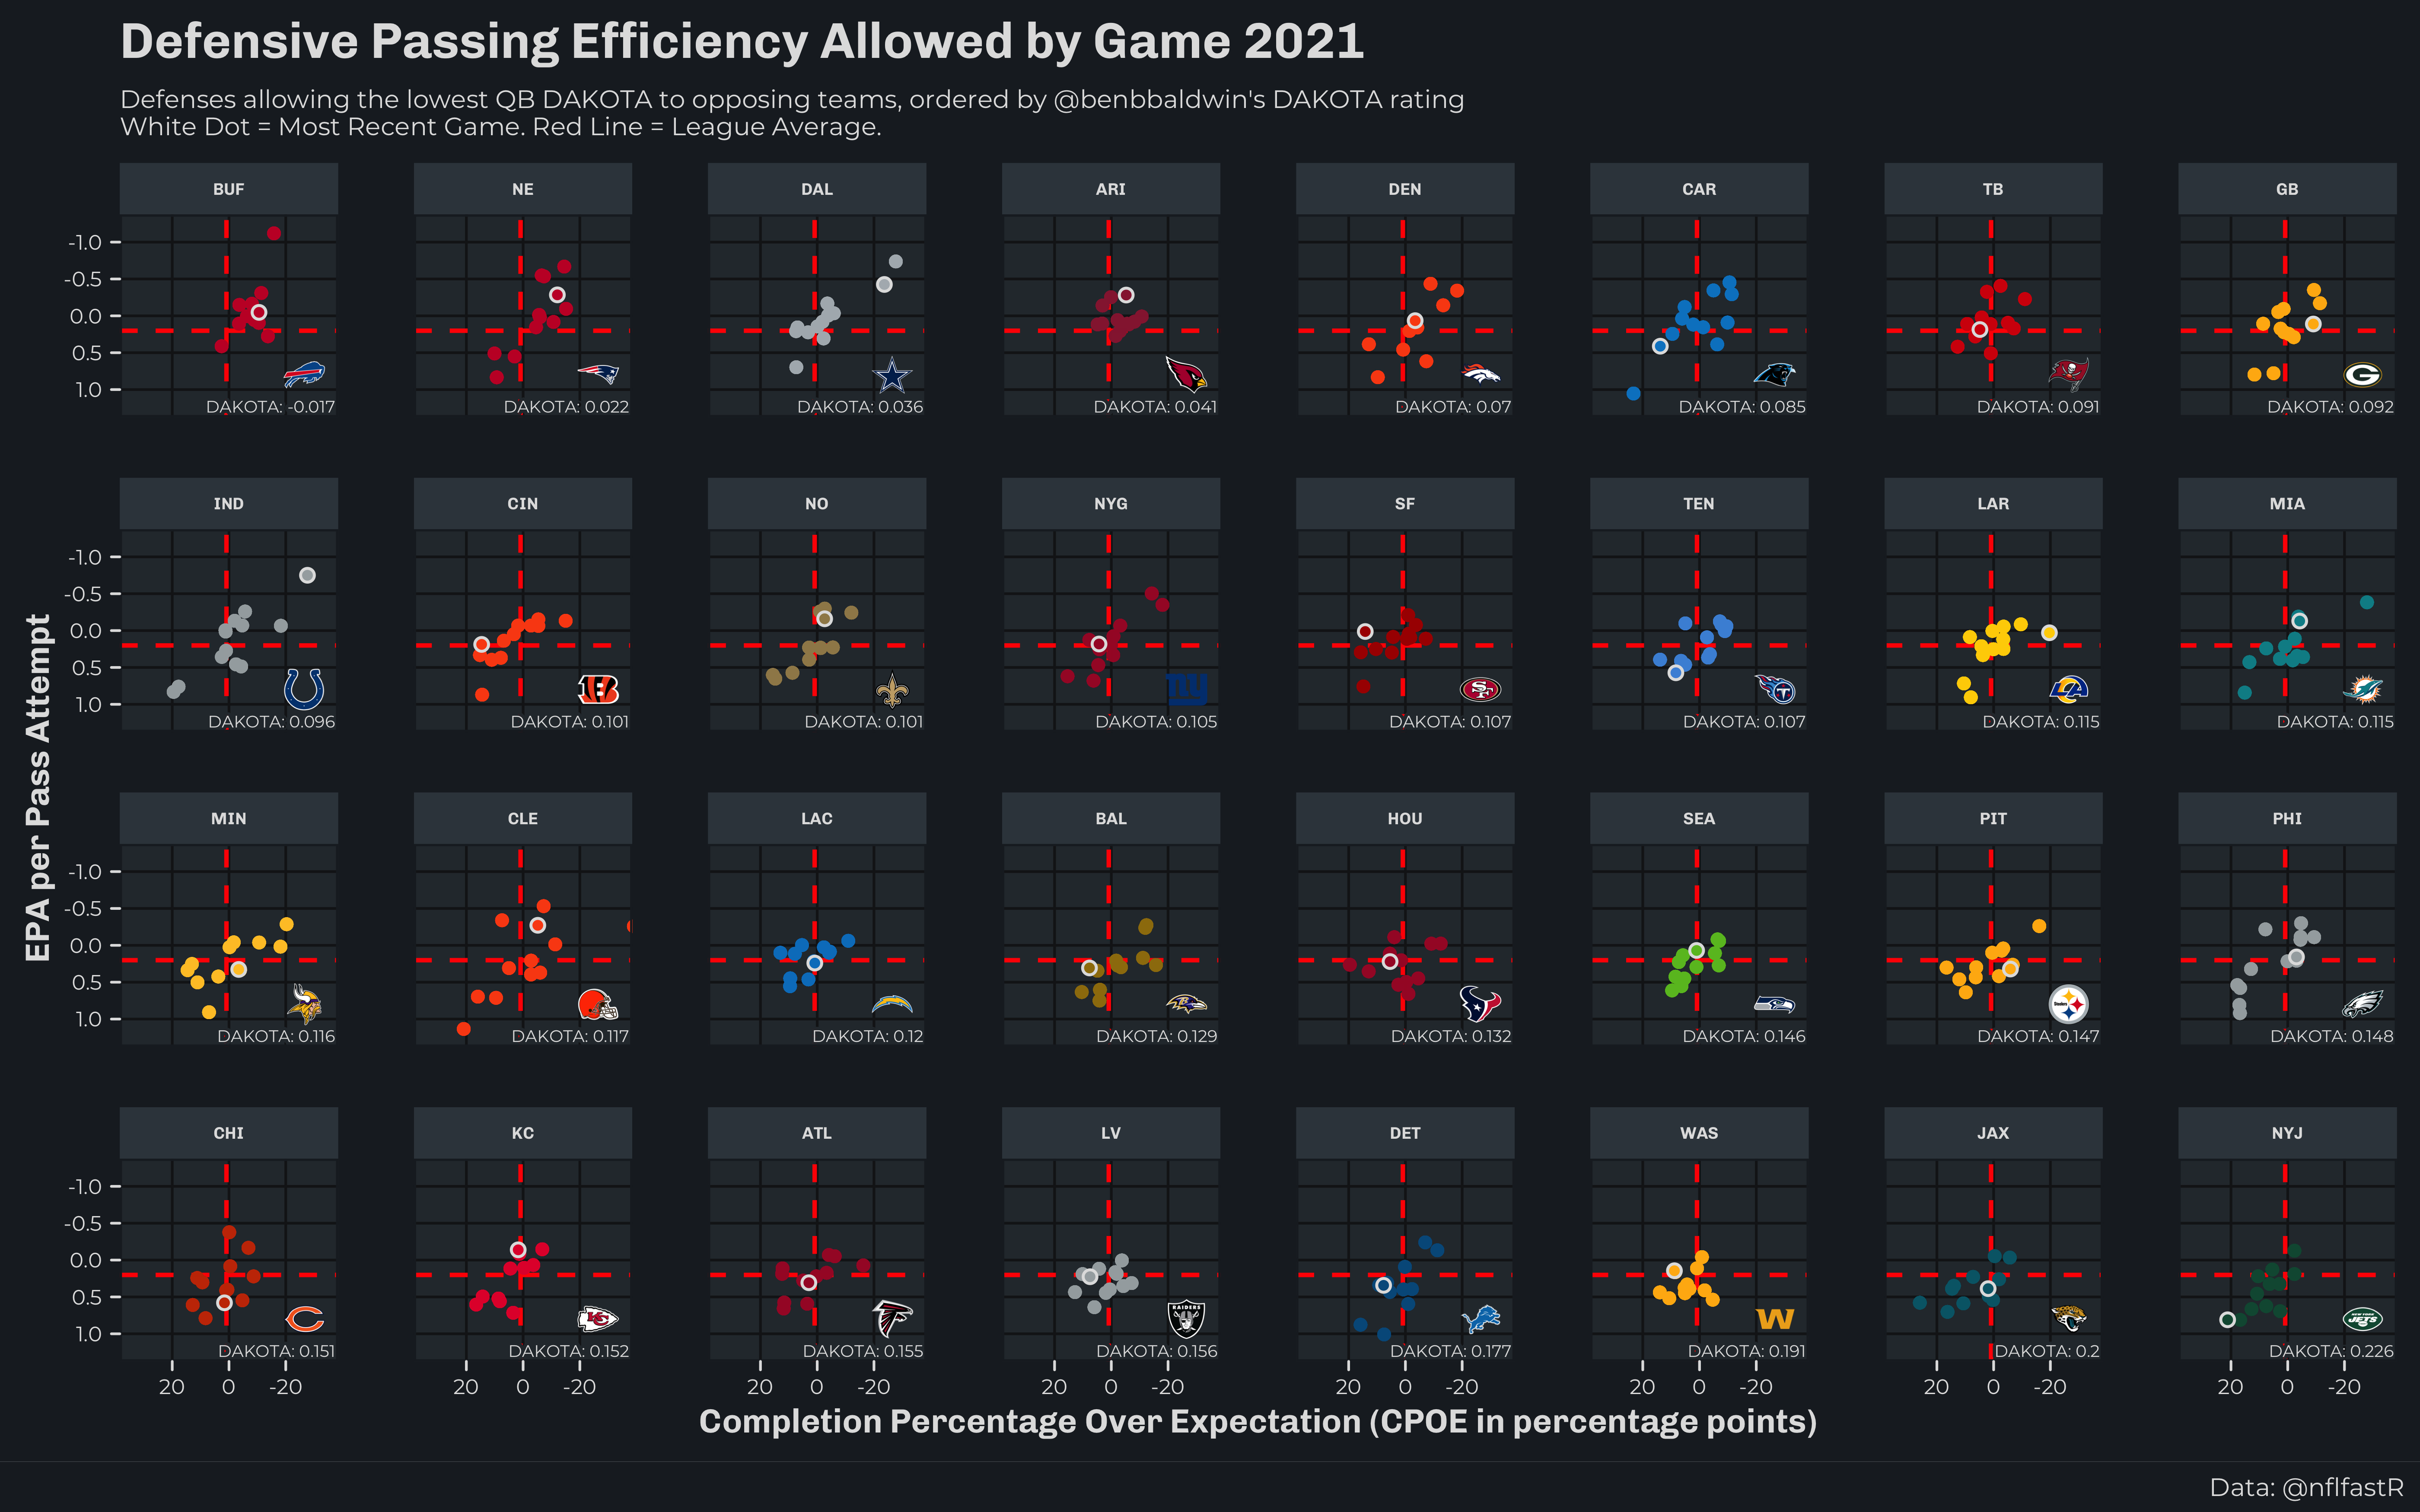 Defensive Passing Efficiency Allowed by Game 2021
Defenses allowing the lowest QB DAKOTA to opposing teams, ordered by @benbbaldwin's DAKOTA rating
White Dot = Most Recent Game. Red Line = League Average.
BUF NE DAL ARI DEN CAR TB GB
-1.0
-0.5
0.0
0.5
1.0
DAKOTA: -0.017 DAKOTA: 0.022 DAKOTA: 0.036 DAKOTA: 0.041 DAKOTA: 0.07 DAKOTA: 0.085 DAKOTA: 0.091 DAKOTA: 0.092
IND CIN NO NYG SF TEN LAR MIA
-1.0
-0.5
0.0
0.5
1.0
DAKOTA: 0.096 DAKOTA: 0.101 DAKOTA: 0.101 DAKOTA: 0.105 DAKOTA: 0.107 DAKOTA: 0.107 DAKOTA: 0.115 DAKOTA: 0.115
EPA per Pass Attempt
MIN CLE LAC BAL HOU SEA PIT PHI
-1.0
-0.5
0.0
0.5
1.0
DAKOTA: 0.116 DAKOTA: 0.117 DAKOTA: 0.12 DAKOTA: 0.129 DAKOTA: 0.132 DAKOTA: 0.146 DAKOTA: 0.147 DAKOTA: 0.148
CHI KC ATL LV DET WAS JAX NYJ
-1.0
-0.5
0.0
0.5
1.0
DAKOTA: 0.151 DAKOTA: 0.152 DAKOTA: 0.155 DAKOTA: 0.156 DAKOTA: 0.177 DAKOTA: 0.191 DAKOTA: 0.2 DAKOTA: 0.226
20 0 -20 20 0 -20 20 0 -20 20 0 -20 20 0 -20 20 0 -20 20 0 -20 20 0 -20
Completion Percentage Over Expectation (CPOE in percentage points)
Data: @nflfastR